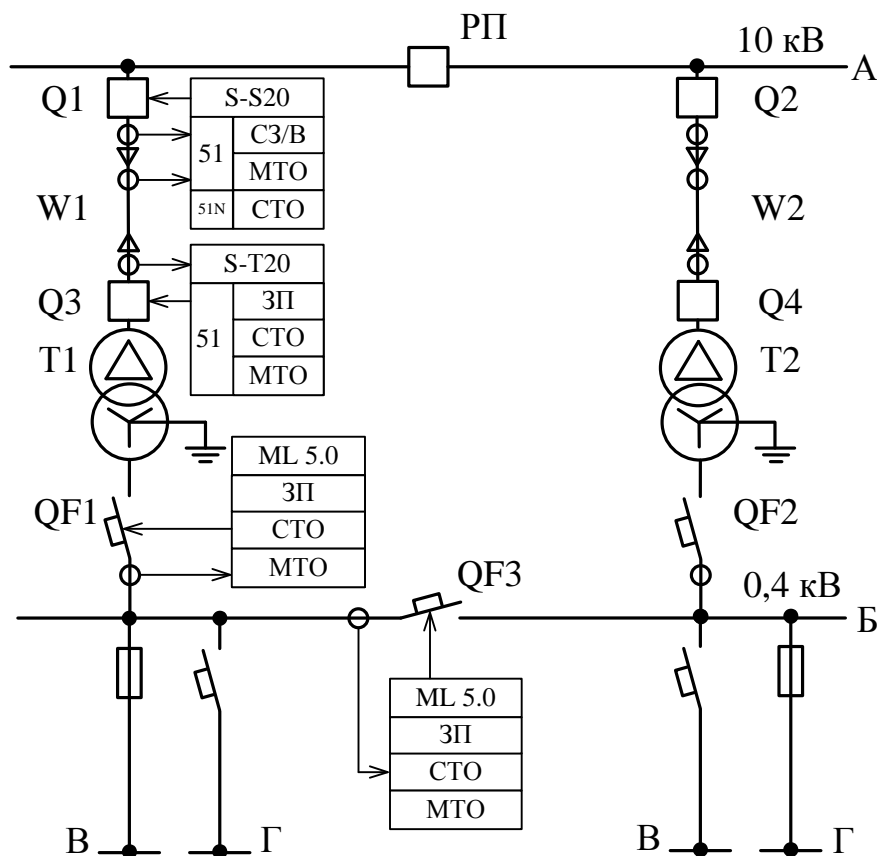 РП
10 кВ
А
Q1
S-S20
Q2
51
СЗ/В
МТО
51N
СТО
W1
W2
S-T20
Q3
51
ЗП
СТО
МТО
Q4
T1
T2
ML 5.0
ЗП
СТО
МТО
QF1
QF2
QF3
0,4 кВ
Б
ML 5.0
ЗП
СТО
МТО
В
Г
В
Г